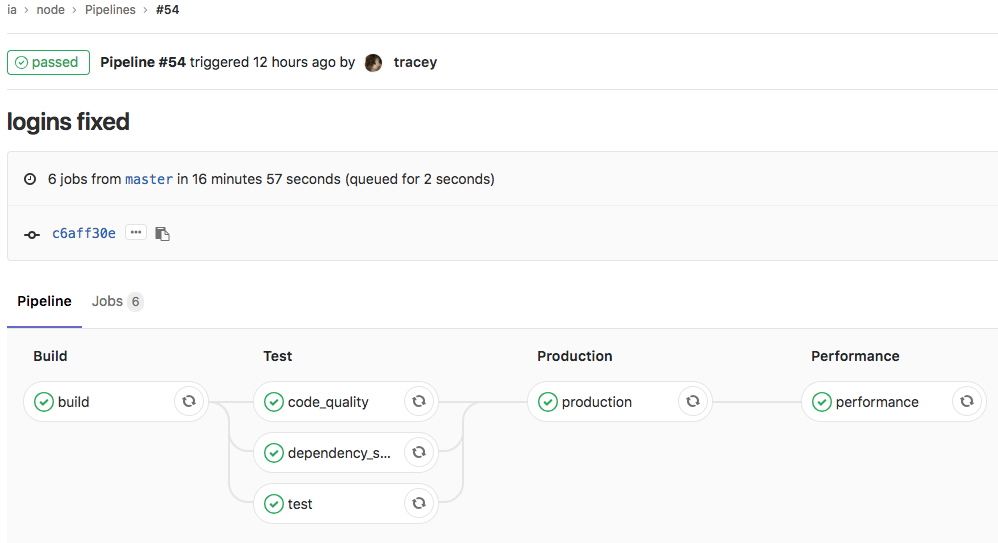 ia > node > Pipelines > #54
passed Pipeline #54 triggered 12 hours ago by tracey
logins fixed
6 jobs from master in 16 minutes 57 seconds (queued for 2 seconds)
c6aff30e ...
Pipeline Jobs 6
Build Test Production Performance
build code_quality production performance
dependency_s...
test